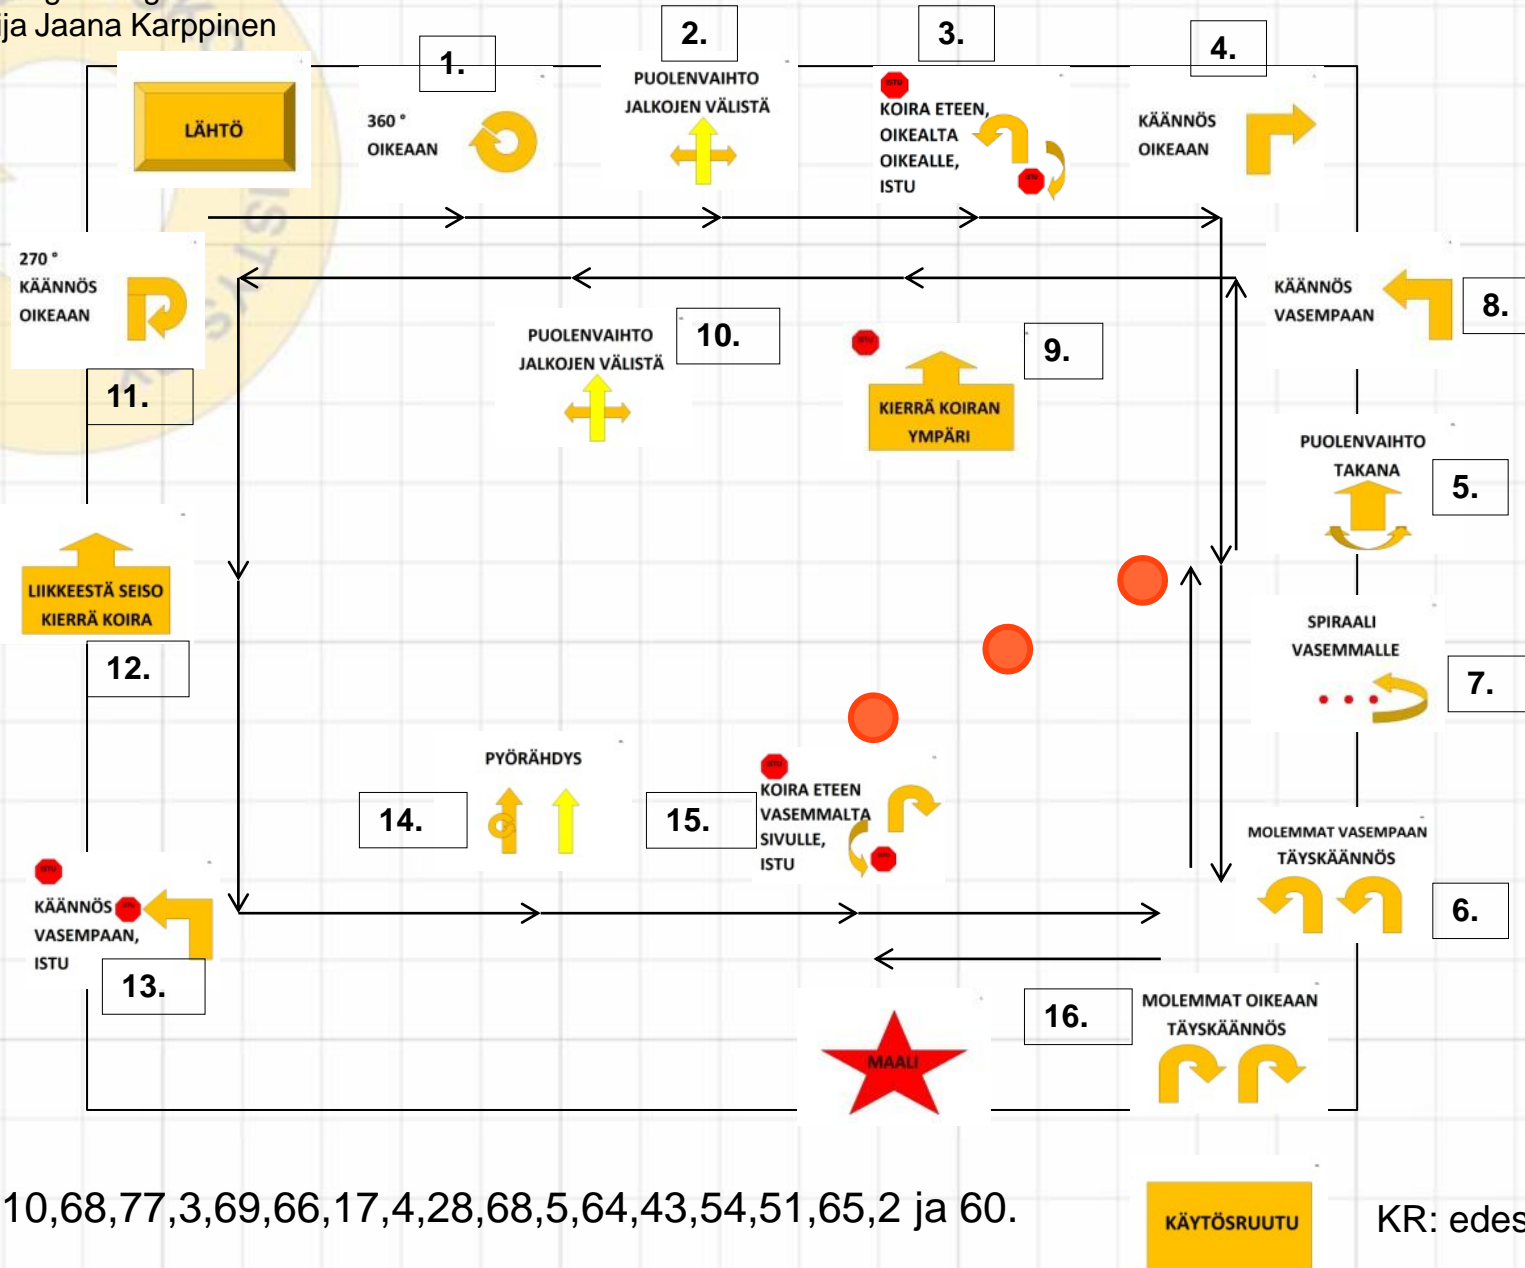 ija Jaana Karppinen
LÄHTÖ
1.
360 °
OIKEAAN
2.
PUOLENVAIHTO
JALKOJEN VÄLISTÄ
3.
ISTU
KOIRA ETEEN,
OIKEALTA
OIKEALLE,
ISTU
4.
KÄÄNNÖS
OIKEAAN
270 °
KÄÄNNÖS
OIKEAAN
11.
PUOLENVAIHTO
JALKOJEN VÄLISTÄ
10.
KIERRÄ KOIRAN
YMPÄRI
9.
KÄÄNNÖS
VASEMPAAN
8.
PUOLENVAIHTO
TAKANA
5.
LIIKKEESTÄ SEISO
KIERRÄ KOIRA
12.
SPIRAALI
VASEMMALLE
7.
PYÖRÄHDYS
14.
15.
KOIRA ETEEN
VASEMMALTA
SIVULLE,
ISTU
MOLEMMAT VASEMPAAN
TÄYSKÄÄNNÖS
6.
KÄÄNNÖS
VASEMPAAN,
ISTU
13.
MAALI
16.
MOLEMMAT OIKEAAN
TÄYSKÄÄNNÖS
10,68,77,3,69,66,17,4,28,68,5,64,43,54,51,65,2 ja 60.
KÄYTÖSRUUTU
KR: edes